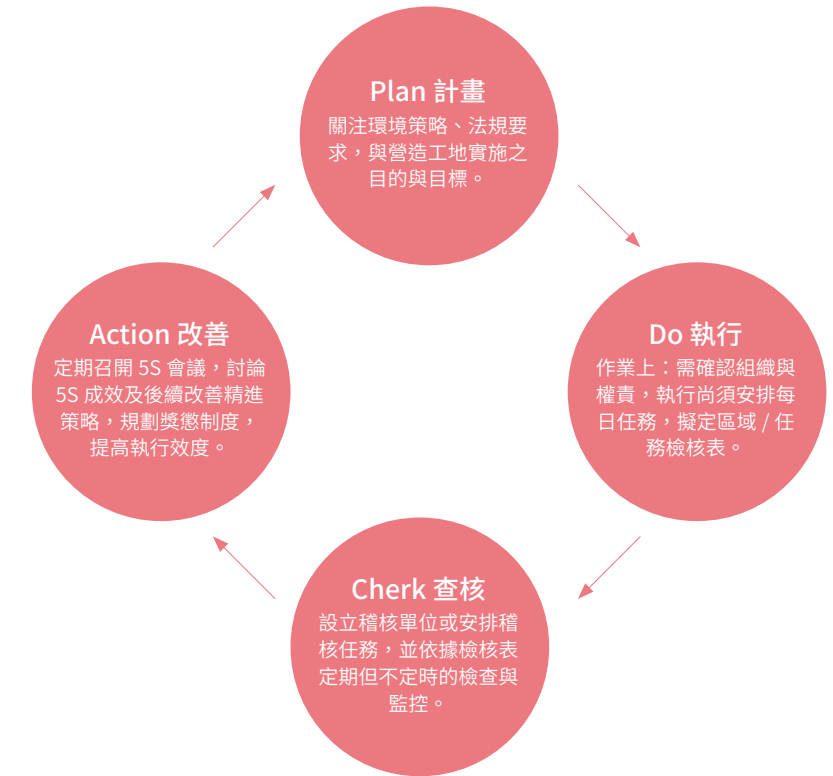 Plan 計畫
關注環境策略、法規要
求，與營造工地實施之
目的與目標。
Do 執行
作業上：需確認組織與
權責，執行尚須安排每
日任務，擬定區域 / 任
務檢核表。
Cherk 查核
設立稽核單位或安排稽
核任務，並依據檢核表
定期但不定時的檢查與
監控。
Action 改善
定期召開 5S 會議，討論
5S 成效及後續改善精進
策略，規劃獎懲制度，
提高執行效度。